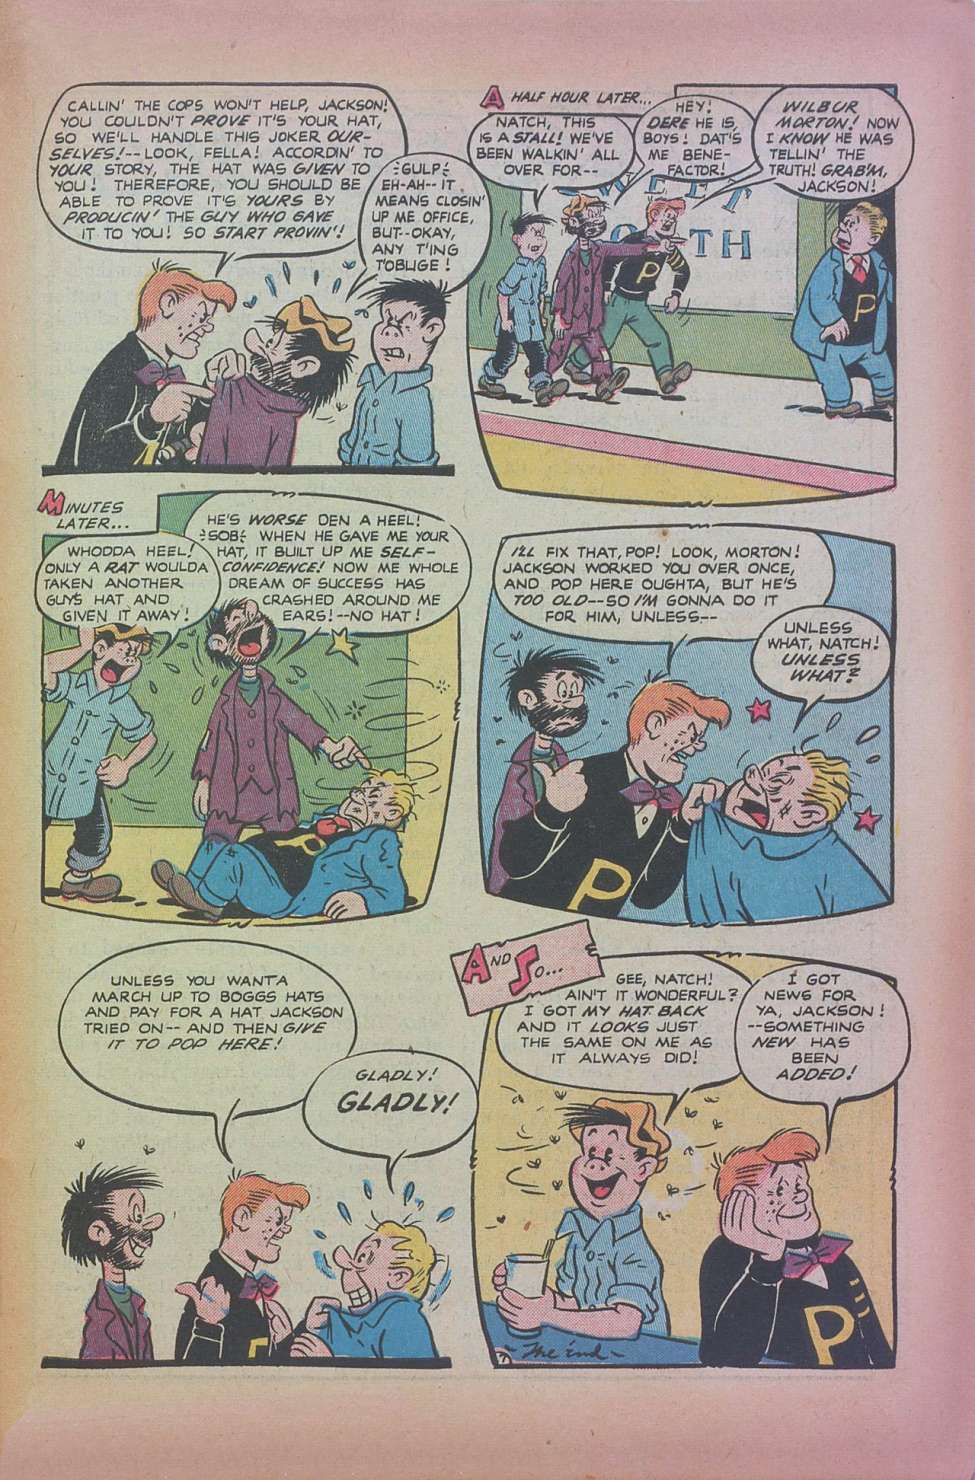 CALLIN' THE COPS WON'T HELP, JACKSON!
YOU COULDN'T PROVE IT'S YOUR HAT,
SO WE'LL HANDLE THIS JOKER OUR-
SELVES!--LOOK, FELLA! ACCORDIN' TO
YOUR STORY, THE HAT WAS GIVEN TO
YOU! THEREFORE, YOU SHOULD BE
ABLE TO PROVE IT'S YOURS BY
PRODUCIN' THE GUY WHO GAVE
IT TO YOU! SO START PROVIN'!
GULP
EH-AH--IT
MEANS CLOSIN'
UP ME OFFICE,
BUT--OKAY,
ANY T'ING
T'OBLIGE!
A HALF HOUR LATER...
NATCH, THIS
IS A STALL! WE'VE
BEEN WALKIN' ALL
OVER FOR--
HEY!
DERE HE IS,
BOYS! DAT'S
ME BENE-
FACTOR!
WILBUR
MORTON! NOW
I KNOW HE WAS
TELLIN' THE
TRUTH! GRAB'M,
JACKSON!
P
P
MINUTES
LATER...
WHODDA HEEL!
ONLY A RAT WOULDA
TAKEN ANOTHER
GUY'S HAT AND
GIVEN IT AWAY!
HE'S WORSE DEN A HEEL!
SOB WHEN HE GAVE ME YOUR
HAT, IT BUILT UP ME SELF-
CONFIDENCE! NOW ME WHOLE
DREAM OF SUCCESS HAS
CRASHED AROUND ME
EARS!--NO HAT!
P
I'LL FIX THAT, POP! LOOK, MORTON!
JACKSON WORKED YOU OVER ONCE,
AND POP HERE OUGHTA, BUT HE'S
TOO OLD--SO I'M GONNA DO IT
FOR HIM, UNLESS--
UNLESS
WHAT, NATCH!
UNLESS
WHAT?
P
UNLESS YOU WANTA
MARCH UP TO BOGGS HATS
AND PAY FOR A HAT JACKSON
TRIED ON-- AND THEN GIVE
IT TO POP HERE!
GLADLY!
GLADLY!
AND SO...
GEE, NATCH!
AIN'T IT WONDERFUL?
I GOT MY HAT BACK
AND IT LOOKS JUST
THE SAME ON ME AS
IT ALWAYS DID!
I GOT
NEWS FOR
YA, JACKSON!
--SOMETHING
NEW HAS
BEEN
ADDED!
P
- The End -